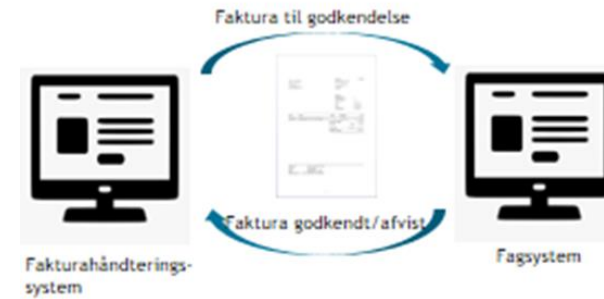 Faktura til godkendelse
Faktura godkendt/afvist
Fakturahåndterings-
system
Fagsystem